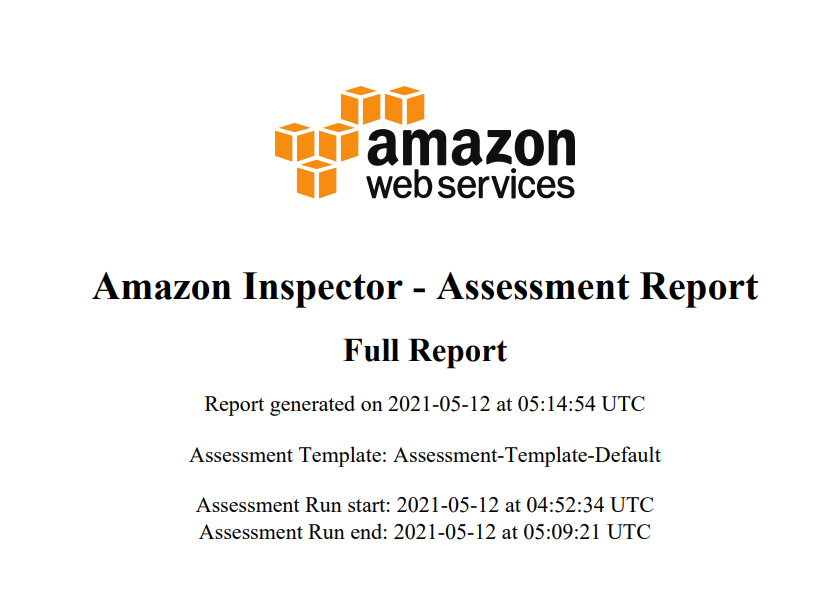 amazon
web services
Amazon Inspector - Assessment Report
Full Report
Report generated on 2021-05-12 at 05:14:54 UTC
Assessment Template: Assessment-Template-Default
Assessment Run start: 2021-05-12 at 04:52:34 UTC
Assessment Run end: 2021-05-12 at 05:09:21 UTC